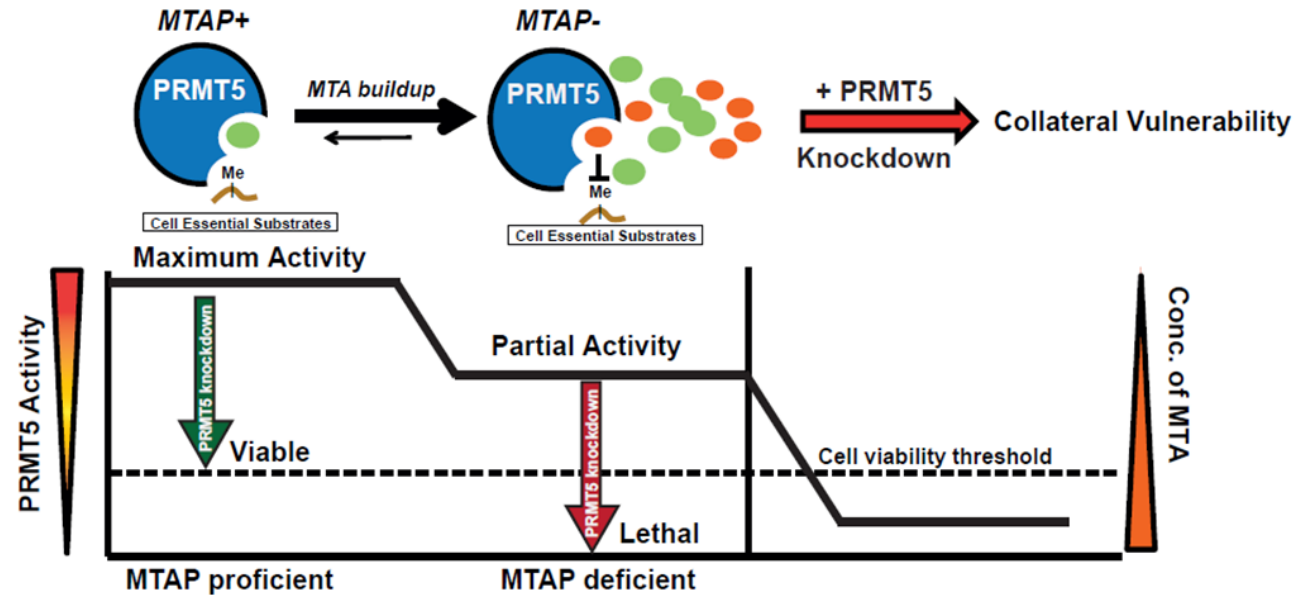 MTAP+
MTAP-
PRMT5
MTA buildup
PRMT5
+ PRMT5
Knockdown
Collateral Vulnerability
Me
Me
Cell Essential Substrates
Cell Essential Substrates
Maximum Activity
PRMT5 Activity
PRMT5 knockdown
Viable
Partial Activity
PRMT5 knockdown
Lethal
Cell viability threshold
Conc. of MTA
MTAP proficient
MTAP deficient